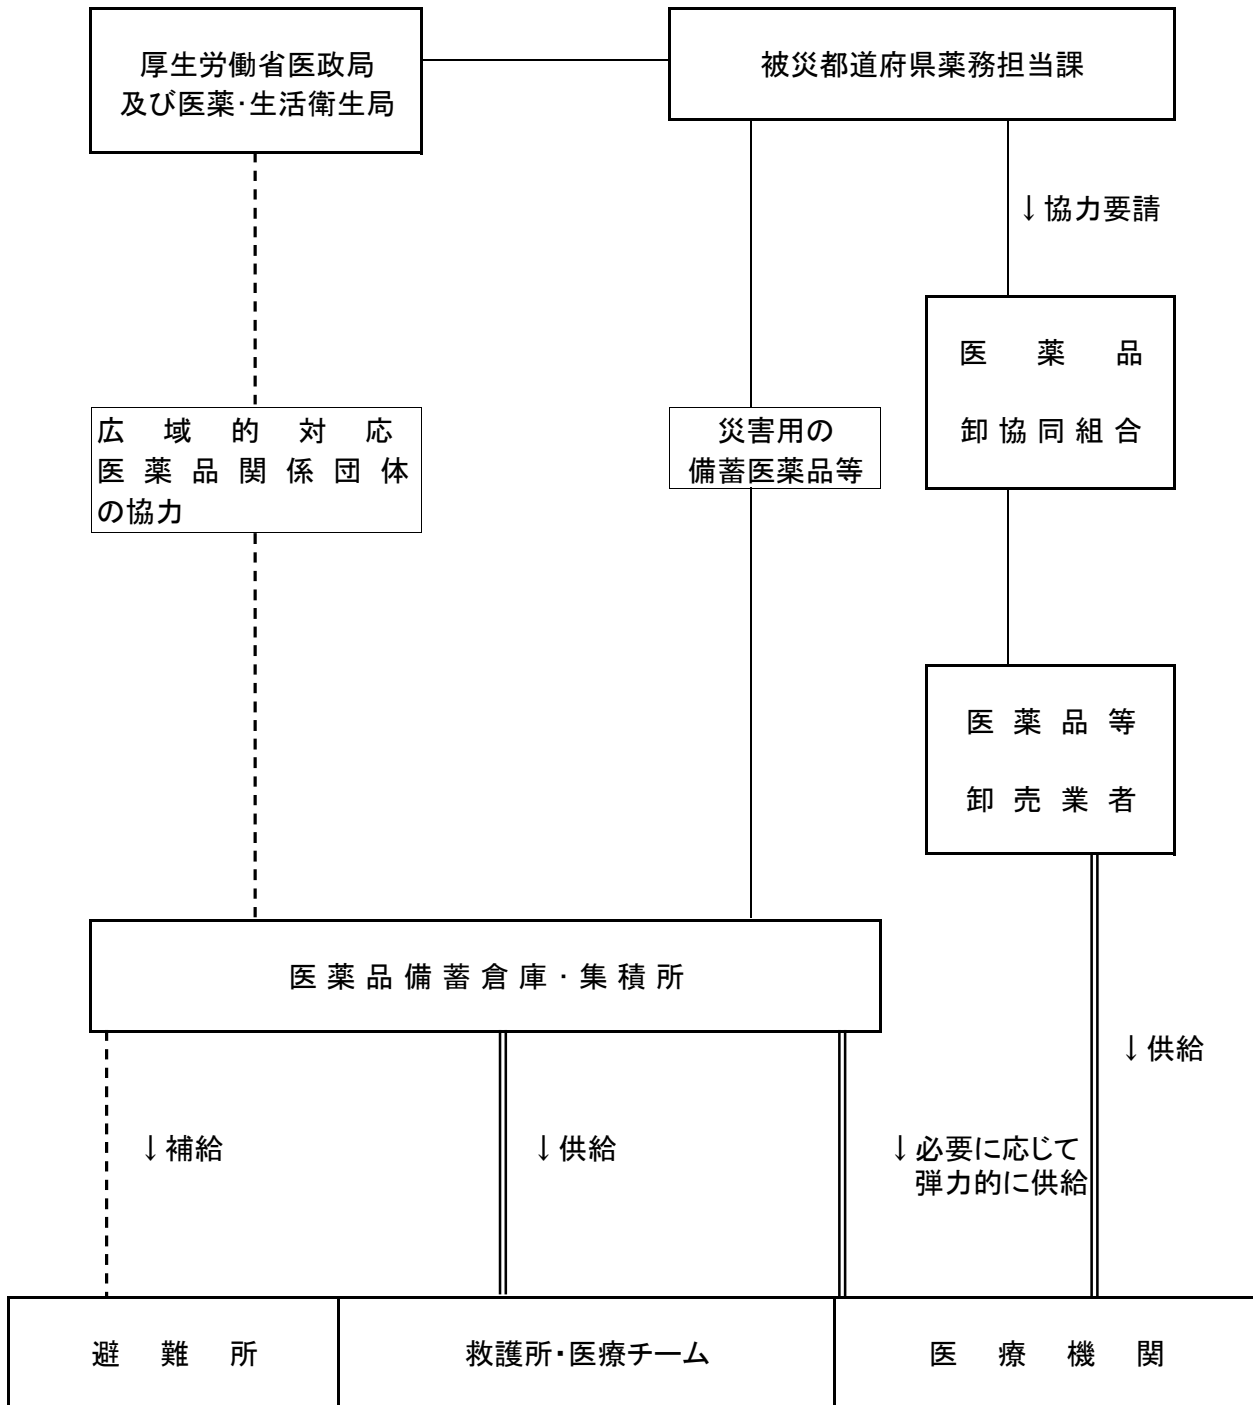 厚生労働省医政局
及び医薬・生活衛生局
被災都道府県薬務担当課
↓協力要請
医薬品
卸協同組合
広域的対応
医薬品関係団体
の協力
災害用の
備蓄医薬品等
医薬品等
卸売業者
医薬品備蓄倉庫・集積所
↓供給
↓補給
↓供給
↓必要に応じて
弾力的に供給
避難所
救護所・医療チーム
医療機関